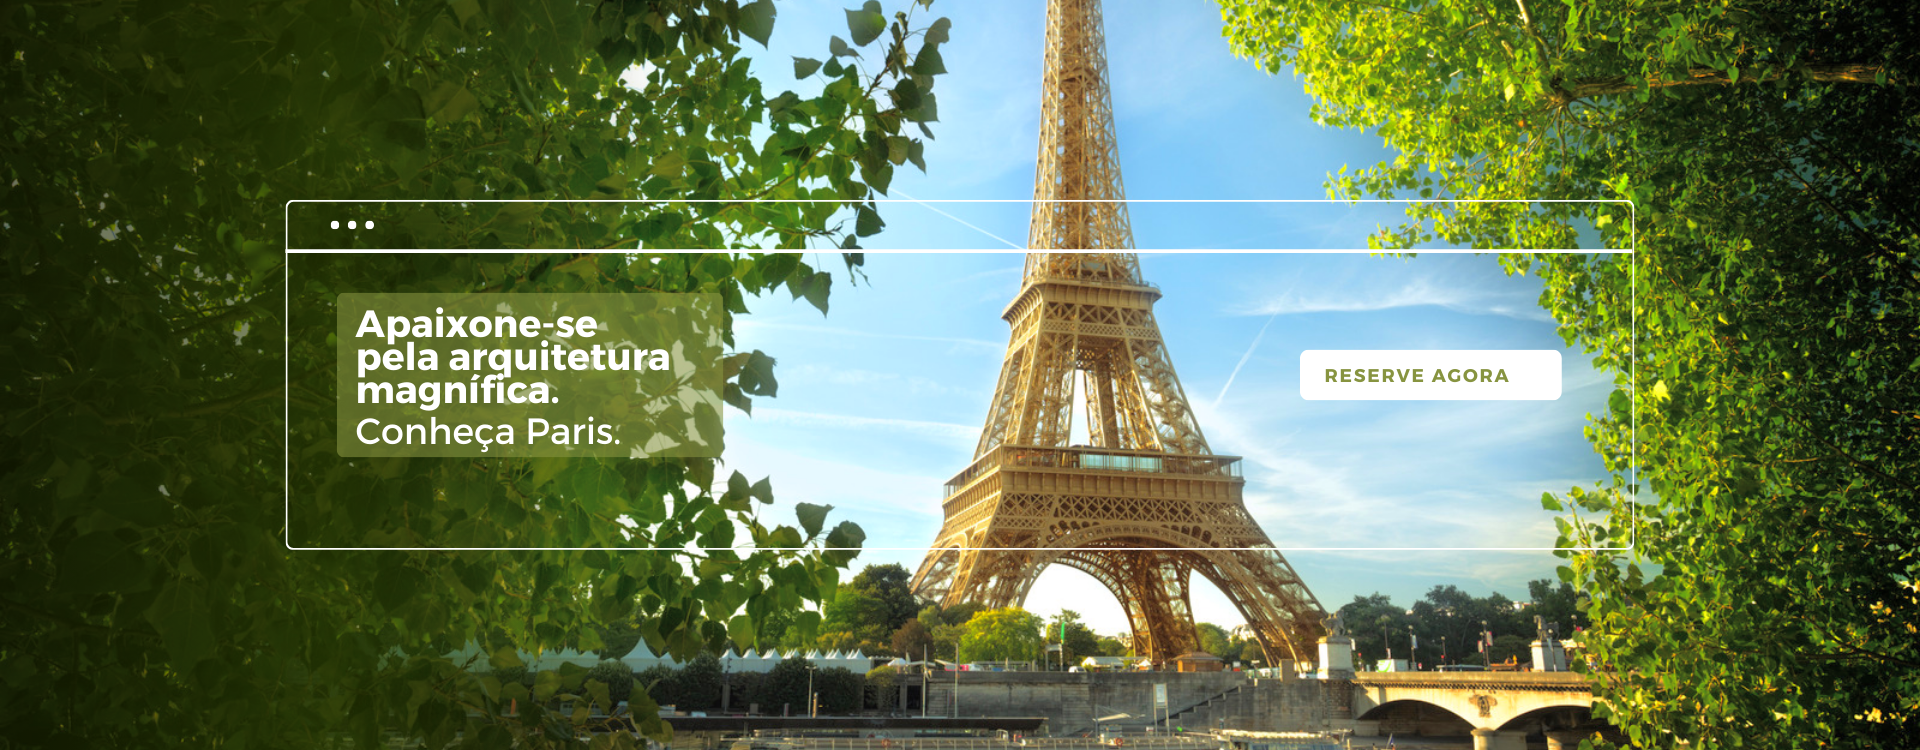 Apaixone-se
pela arquitetura
magnífica.
Conheça Paris.
RESERVE AGORA